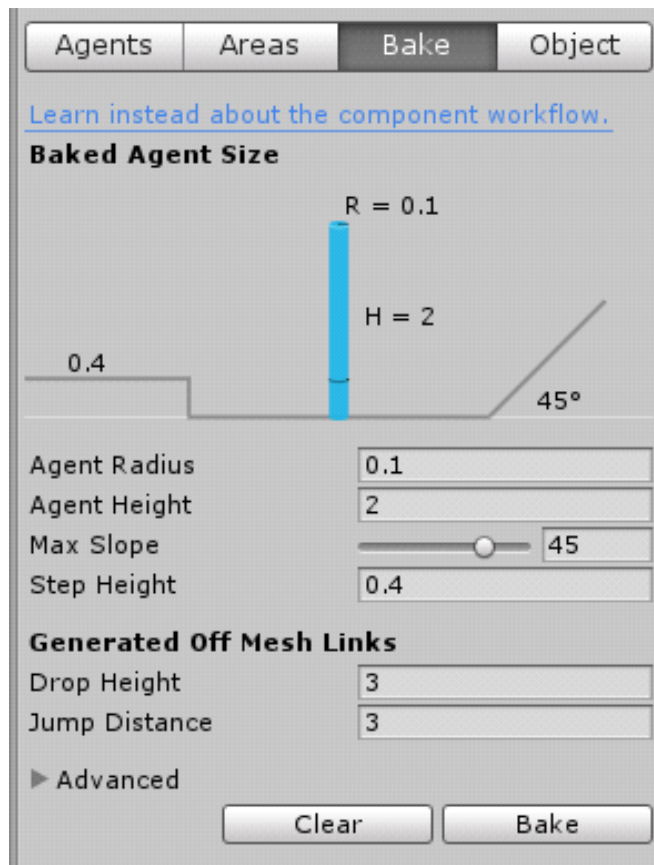 Agents Areas Bake Object
Learn instead about the component workflow.
Baked Agent Size
R = 0.1
H = 2
0.4
45°
Agent Radius 0.1
Agent Height 2
Max Slope 45
Step Height 0.4
Generated Off Mesh Links
Drop Height 3
Jump Distance 3
Advanced
Clear Bake